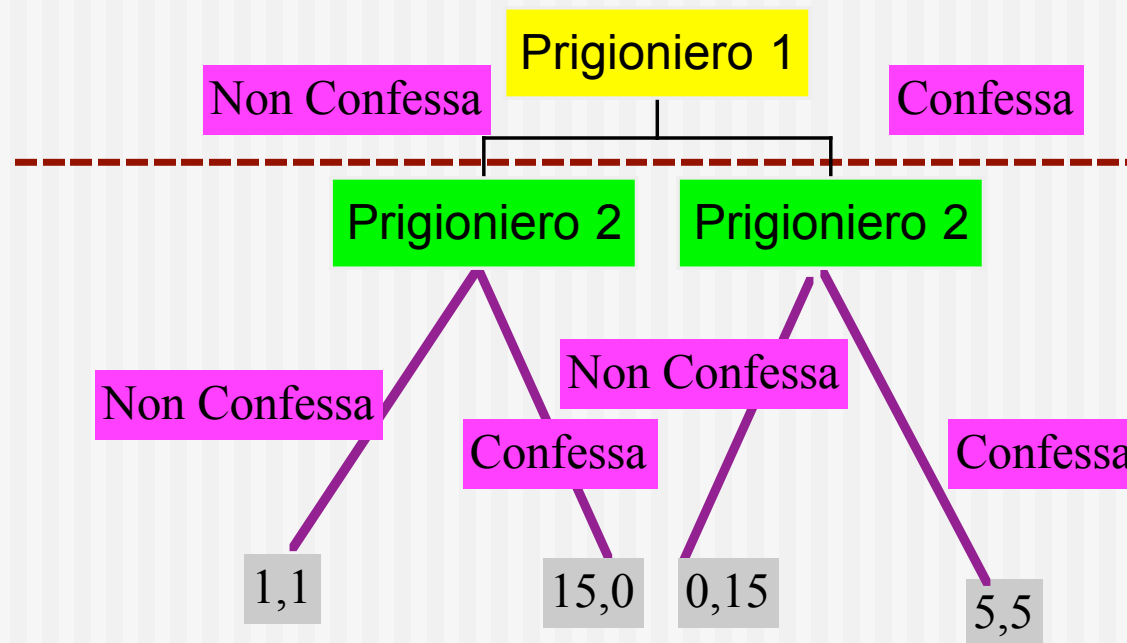 Prigioniero 1
Non Confessa
Confessa
Prigioniero 2
Prigioniero 2
Non Confessa
Non Confessa
Confessa
Confessa
1,1
15,0
0,15
5,5